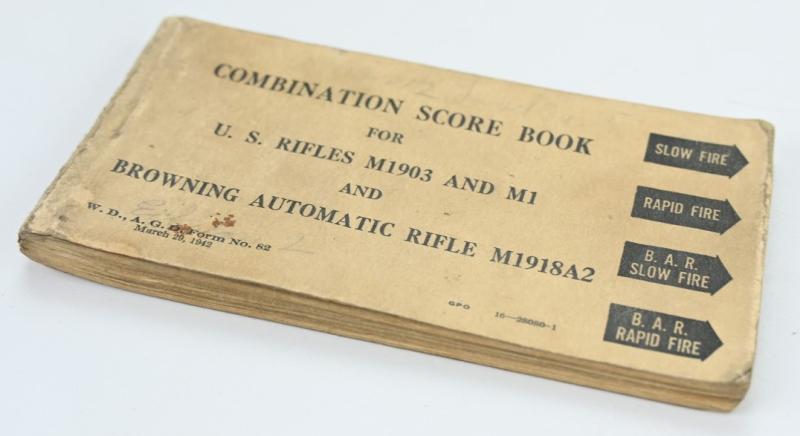 COMBINATION SCORE BOOK
FOR
U. S. RIFLES M1903 AND M1
AND
BROWNING AUTOMATIC RIFLE M1918A2
W. D., A. G. O. Form No. 82
March 29, 1942
GPO 16—28080-1
SLOW FIRE
RAPID FIRE
B. A. R.
SLOW FIRE
B. A. R.
RAPID FIRE